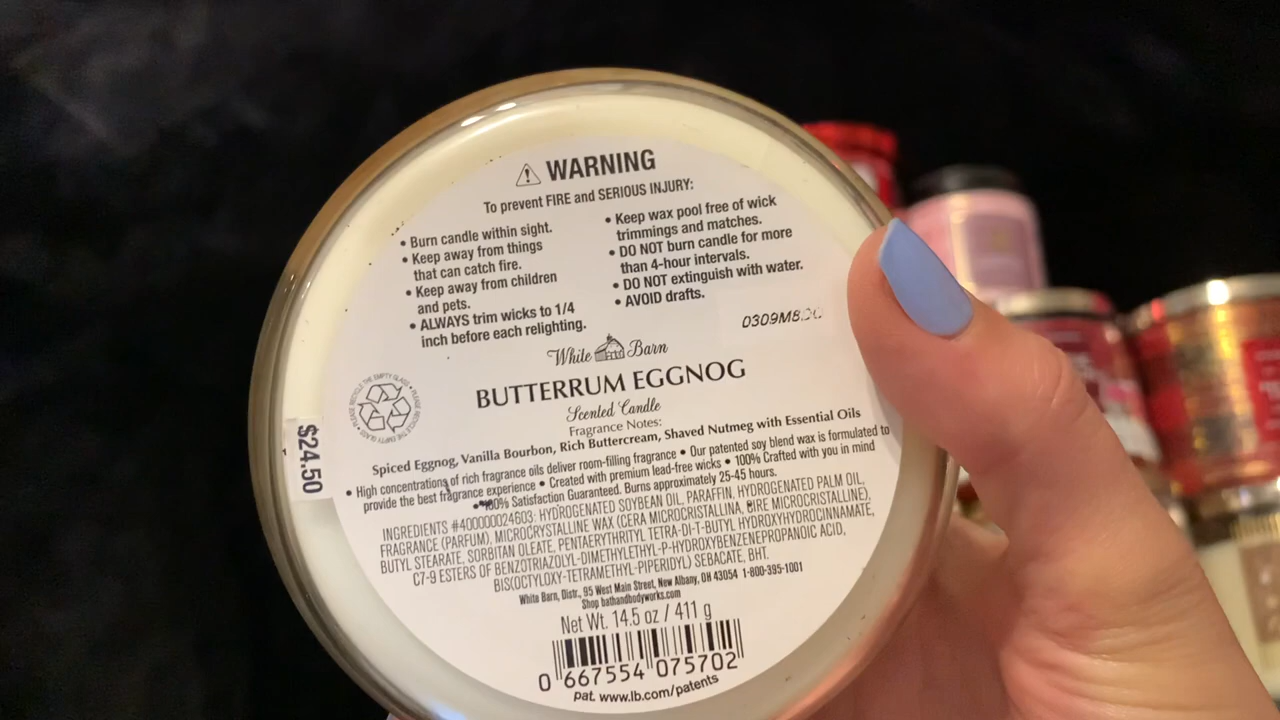 WARNING
To prevent FIRE and SERIOUS INJURY:
• Burn candle within sight.
• Keep away from things
that can catch fire.
• Keep away from children
and pets.
• ALWAYS trim wicks to 1/4
inch before each relighting.
• Keep wax pool free of wick
trimmings and matches.
• DO NOT burn candle for more
than 4-hour intervals.
• DO NOT extinguish with water.
• AVOID drafts.
0309M8
White Barn
BUTTERRUM EGGNOG
Scented Candle
Fragrance Notes:
Spiced Eggnog, Vanilla Bourbon, Rich Buttercream, Shaved Nutmeg with Essential Oils
• High concentrations of rich fragrance oils deliver room-filling fragrance • Our patented soy blend wax is formulated to
provide the best fragrance experience • Created with premium lead-free wicks • 100% Crafted with you in mind
• 100% Satisfaction Guaranteed. Burns approximately 25-45 hours.
INGREDIENTS #400000024603: HYDROGENATED SOYBEAN OIL, PARAFFIN, HYDROGENATED PALM OIL,
FRAGRANCE (PARFUM), MICROCRYSTALLINE WAX (CERA MICROCRISTALLINA, CIRE MICROCRISTALLINE),
BUTYL STEARATE, SORBITAN OLEATE, PENTAERYTHRITYL TETRA-DI-T-BUTYL HYDROXYHYDROCINNAMATE,
C7-9 ESTERS OF BENZOTRIAZOLYL-DIMETHYLETHYL-P-HYDROXYBENZENEPROPANOIC ACID,
BIS(OCTYLOXY-TETRAMETHYL-PIPERIDYL) SEBACATE, BHT.
White Barn, Distr., 95 West Main Street, New Albany, OH 43054 1-800-395-1001
Shop bathandbodyworks.com
Net Wt. 14.5 oz / 411 g
0 667554 075702
pat. www.lb.com/patents
PLEASE RECYCLE THE EMPTY GLASS •
$24.50